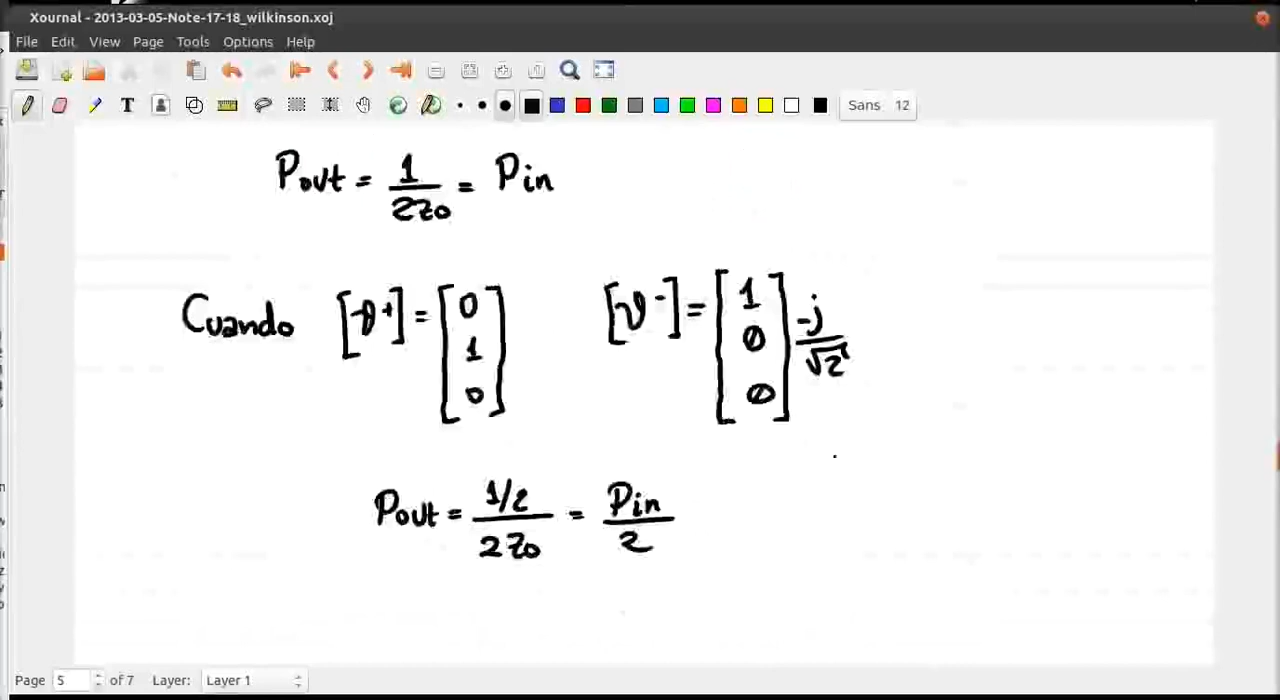 Xournal - 2013-03-05-Note-17-18_wilkinson.xoj
File Edit View Page Tools Options Help
Sans 12
Pout = 1/2Z0 = Pin
Cuando [v+] = [0 1 0] [v-] = [1 0 0] -j/√2
Pout = 1/2 / 2Z0 = Pin/2
Page 5 of 7 Layer: Layer 1